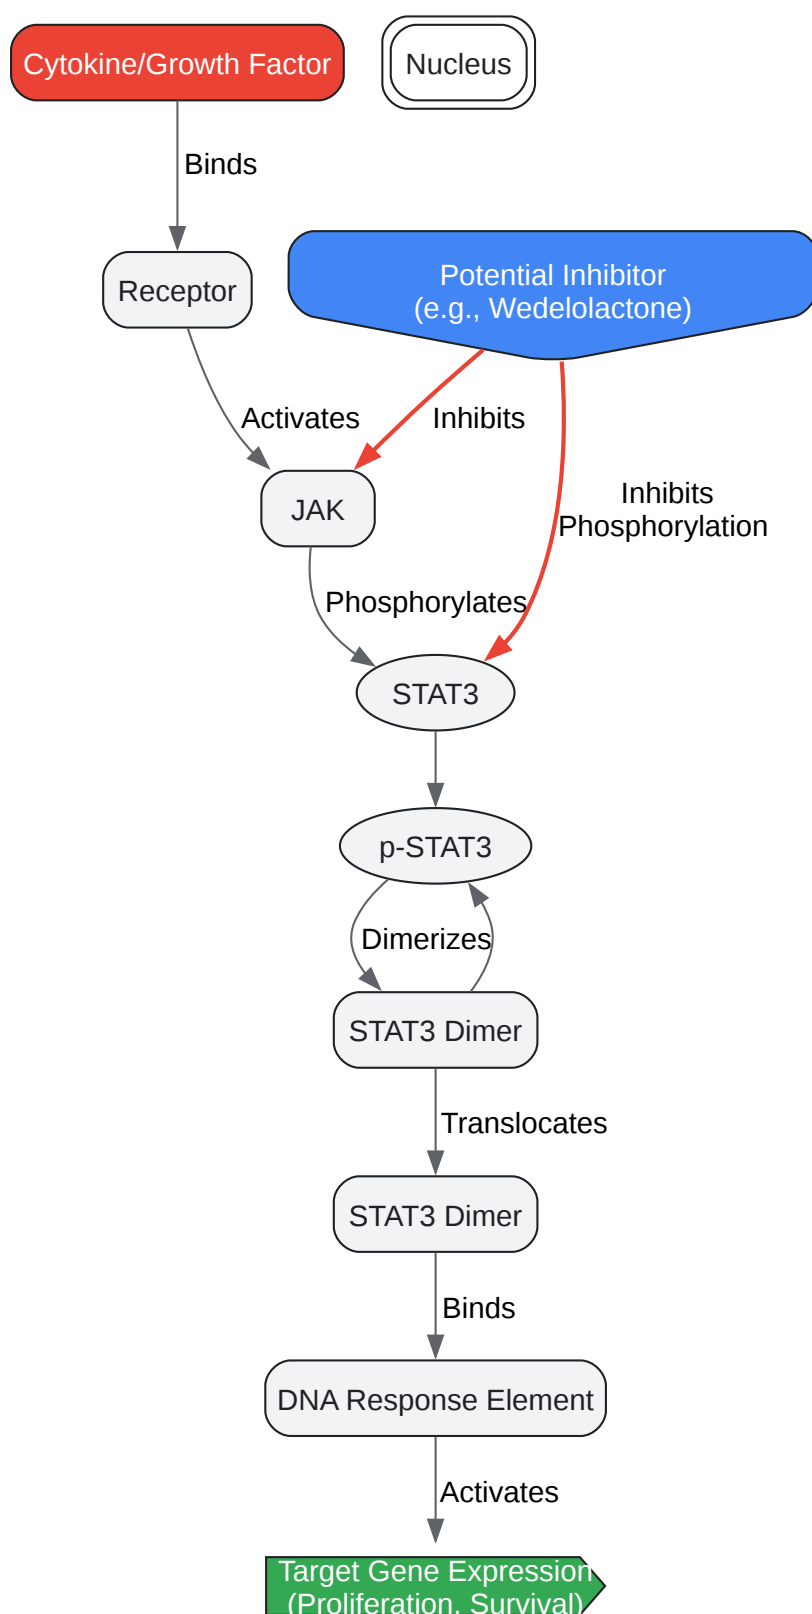 Cytokine/Growth Factor
Nucleus
Binds
Receptor
Potential Inhibitor
(e.g., Wedelolactone)
Activates
Inhibits
JAK
Inhibits
Phosphorylation
Phosphorylates
STAT3
p-STAT3
Dimerizes
STAT3 Dimer
Translocates
STAT3 Dimer
Binds
DNA Response Element
Activates
Target Gene Expression
(Proliferation, Survival)